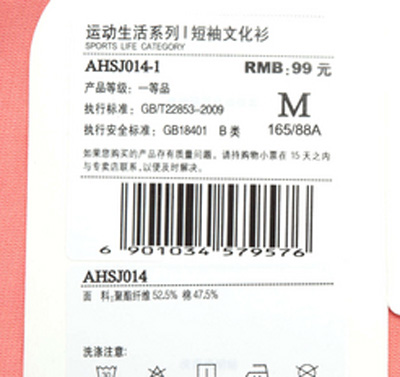 运动生活系列|短袖文化衫
SPORTS LIFE CATEGORY
AHSJ014-1 RMB:99 元
产品等级: 一等品
执行标准: GB/T22853-2009 M
执行安全标准: GB18401 B 类 165/88A
如果您购买的产品存有质量问题，请持购物小票在 15 天之内
与专卖店联系,以便及时解决。
6 901034 579576
AHSJ014
面 料:聚酯纤维52.5% 棉47.5%
洗涤注意: